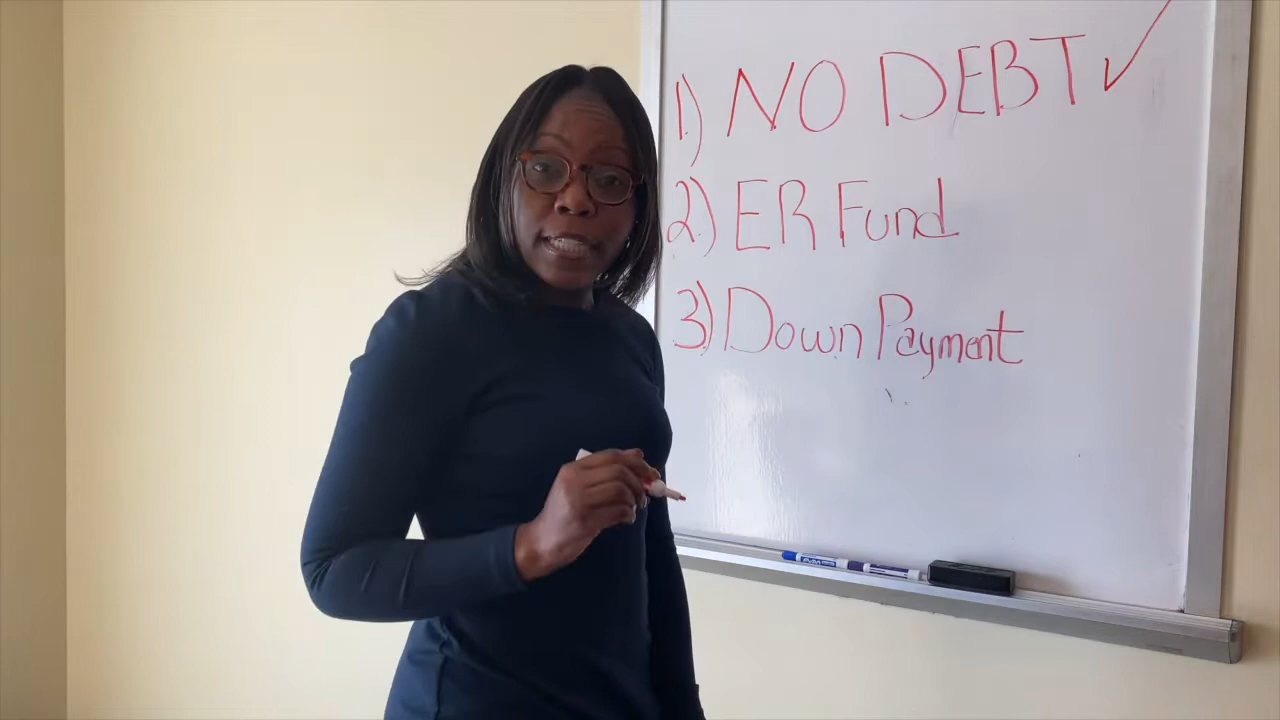 1.) NO DEBT ✓
2.) ER Fund
3.) Down Payment